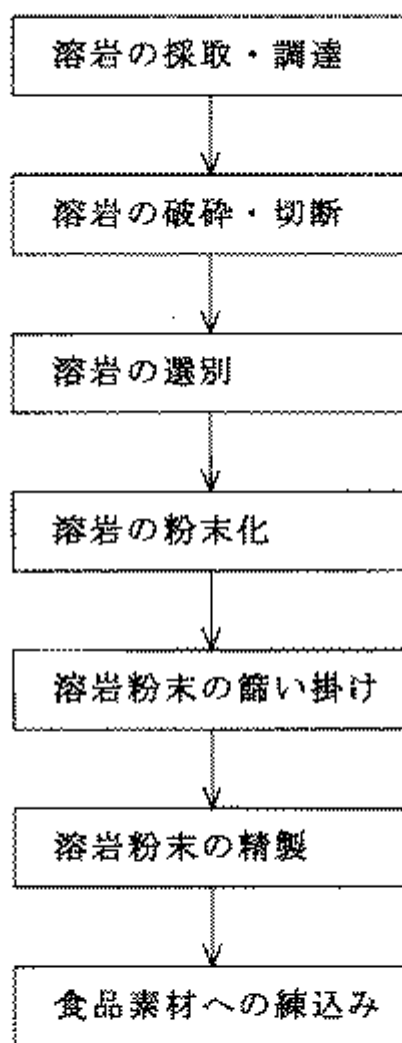 溶岩の採取・調達
溶岩の破砕・切断
溶岩の選別
溶岩の粉末化
溶岩粉末の篩い掛け
溶岩粉末の精製
食品素材への練込み